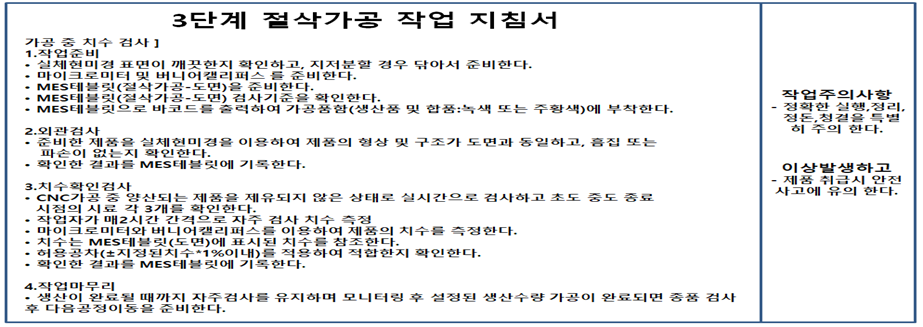 3단계 절삭가공 작업 지침서
가공 중 치수 검사 ]
1.작업준비
• 실체현미경 표면이 깨끗한지 확인하고, 지저분할 경우 닦아서 준비한다.
• 마이크로미터 및 버니어캘리퍼스 를 준비한다.
• MES테블릿(절삭가공-도면)을 준비한다.
• MES테블릿(절삭가공-도면) 검사기준을 확인한다.
• MES테블릿으로 바코드를 출력하여 가공품함(생산품 및 합품:녹색 또는 주황색)에 부착한다.
2.외관검사
• 준비한 제품을 실체현미경을 이용하여 제품의 형상 및 구조가 도면과 동일하고, 흠집 또는
파손이 없는지 확인한다.
• 확인한 결과를 MES테블릿에 기록한다.
3.치수확인검사
• CNC가공 중 양산되는 제품을 제유되지 않은 상태로 실시간으로 검사하고 초도 중도 종료
시점의 시료 각 3개를 확인한다.
• 작업자가 매2시간 간격으로 자주 검사 치수 측정
• 마이크로미터와 버니어캘리퍼스를 이용하여 제품의 치수를 측정한다.
• 치수는 MES테블릿(도면)에 표시된 치수를 참조한다.
• 허용공차(±지정된치수*1%이내)를 적용하여 적합한지 확인한다.
• 확인한 결과를 MES테블릿에 기록한다.
4.작업마무리
• 생산이 완료될 때까지 자주검사를 유지하며 모니터링 후 설정된 생산수량 가공이 완료되면 종품 검사
후 다음공정이동을 준비한다.
작업주의사항
- 정확한 실행,정리,
정돈,청결을 특별
히 주의 한다.
이상발생하고
- 제품 취급시 안전
사고에 유의 한다.